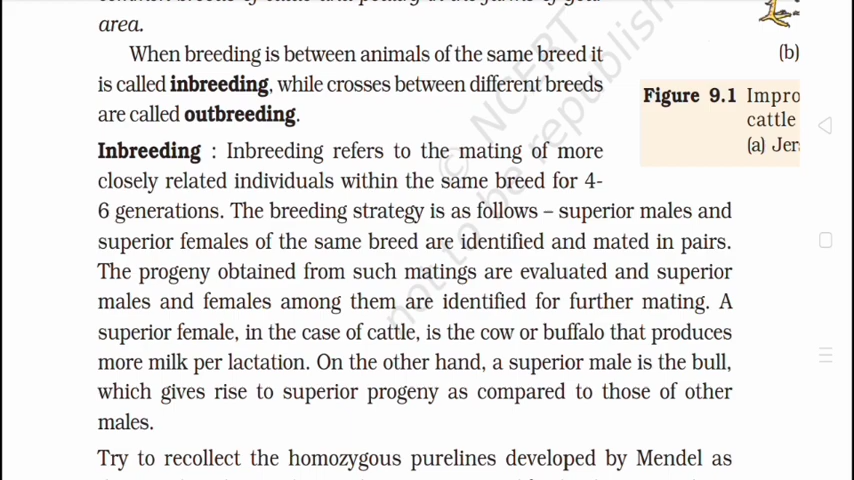 area.
When breeding is between animals of the same breed it
is called inbreeding, while crosses between different breeds
are called outbreeding.
(b)
Figure 9.1 Impro
cattle
(a) Jer
Inbreeding : Inbreeding refers to the mating of more
closely related individuals within the same breed for 4-
6 generations. The breeding strategy is as follows – superior males and
superior females of the same breed are identified and mated in pairs.
The progeny obtained from such matings are evaluated and superior
males and females among them are identified for further mating. A
superior female, in the case of cattle, is the cow or buffalo that produces
more milk per lactation. On the other hand, a superior male is the bull,
which gives rise to superior progeny as compared to those of other
males.
Try to recollect the homozygous purelines developed by Mendel as
© NCERT
not to be republish